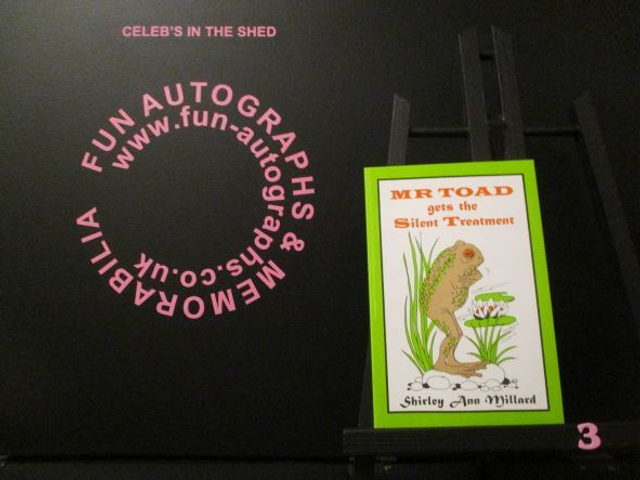 CELEB'S IN THE SHED
FUN AUTOGRAPHS & MEMORABILIA
www.fun-autographs.co.uk
MR TOAD
gets the
Silent Treatment
Shirley Ann Millard
3